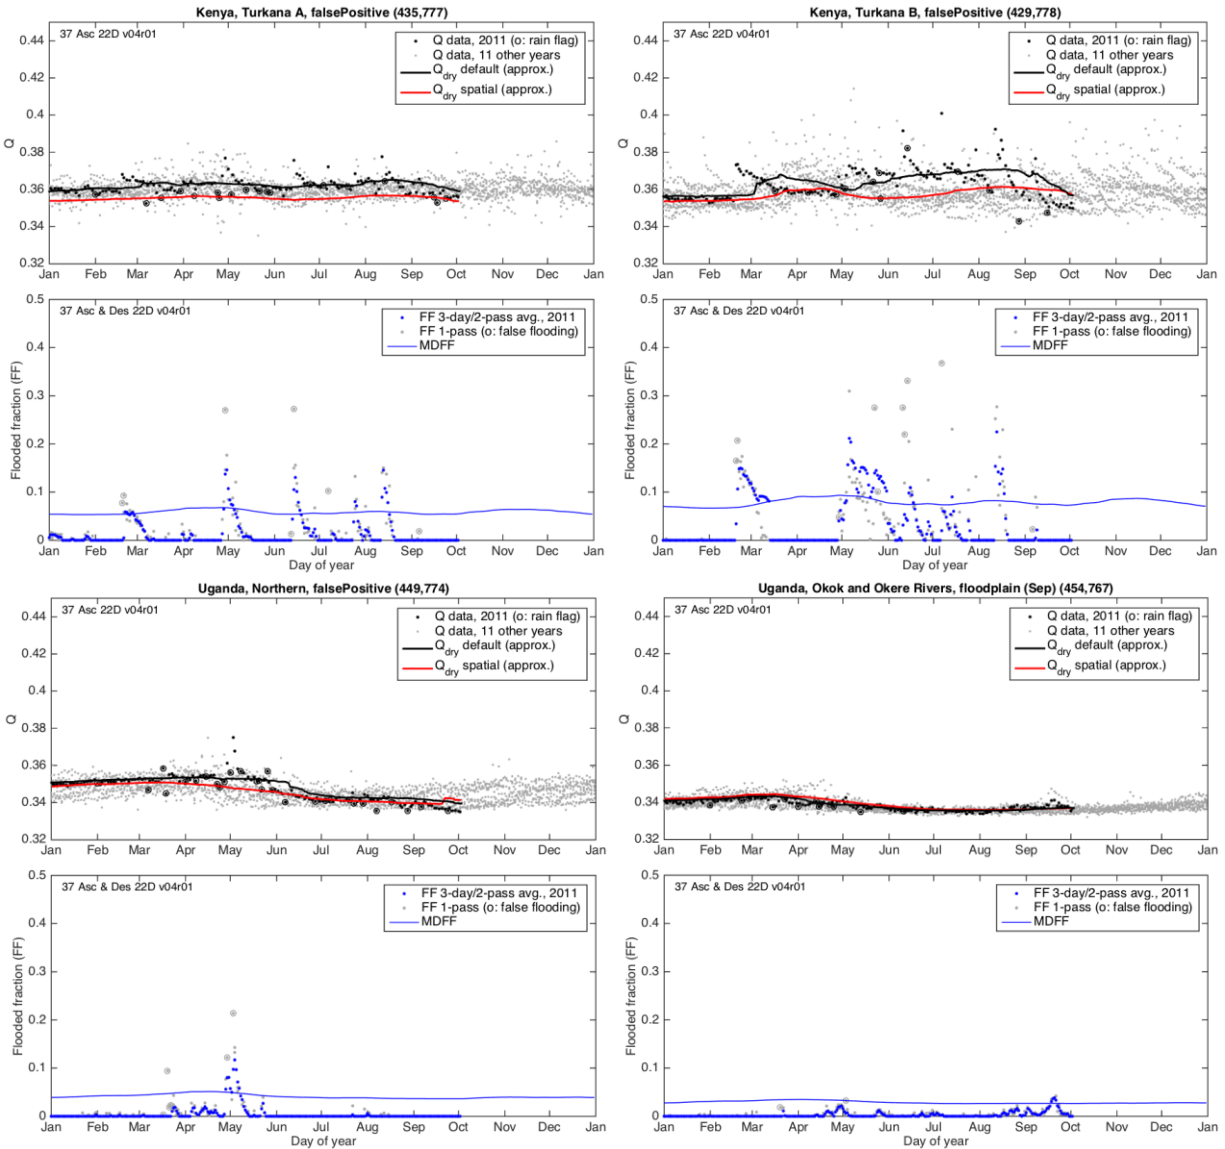 Kenya, Turkana A, falsePositive (435,777)
37 Asc 22D v04r01
Q data, 2011 (o: rain flag)
Q data, 11 other years
Qdry default (approx.)
Qdry spatial (approx.)
0.44
0.42
0.4
0.38
0.36
0.34
0.32
Q
Jan Feb Mar Apr May Jun Jul Aug Sep Oct Nov Dec Jan
Kenya, Turkana B, falsePositive (429,778)
37 Asc 22D v04r01
Q data, 2011 (o: rain flag)
Q data, 11 other years
Qdry default (approx.)
Qdry spatial (approx.)
0.44
0.42
0.4
0.38
0.36
0.34
0.32
Q
Jan Feb Mar Apr May Jun Jul Aug Sep Oct Nov Dec Jan
37 Asc & Des 22D v04r01
FF 3-day/2-pass avg., 2011
FF 1-pass (o: false flooding)
MDFF
0.5
0.4
0.3
0.2
0.1
0
Flooded fraction (FF)
Jan Feb Mar Apr May Jun Jul Aug Sep Oct Nov Dec Jan
Day of year
37 Asc & Des 22D v04r01
FF 3-day/2-pass avg., 2011
FF 1-pass (o: false flooding)
MDFF
0.5
0.4
0.3
0.2
0.1
0
Flooded fraction (FF)
Jan Feb Mar Apr May Jun Jul Aug Sep Oct Nov Dec Jan
Day of year
Uganda, Northern, falsePositive (449,774)
37 Asc 22D v04r01
Q data, 2011 (o: rain flag)
Q data, 11 other years
Qdry default (approx.)
Qdry spatial (approx.)
0.44
0.42
0.4
0.38
0.36
0.34
0.32
Q
Jan Feb Mar Apr May Jun Jul Aug Sep Oct Nov Dec Jan
Uganda, Okok and Okere Rivers, floodplain (Sep) (454,767)
37 Asc 22D v04r01
Q data, 2011 (o: rain flag)
Q data, 11 other years
Qdry default (approx.)
Qdry spatial (approx.)
0.44
0.42
0.4
0.38
0.36
0.34
0.32
Q
Jan Feb Mar Apr May Jun Jul Aug Sep Oct Nov Dec Jan
37 Asc & Des 22D v04r01
FF 3-day/2-pass avg., 2011
FF 1-pass (o: false flooding)
MDFF
0.5
0.4
0.3
0.2
0.1
0
Flooded fraction (FF)
Jan Feb Mar Apr May Jun Jul Aug Sep Oct Nov Dec Jan
Day of year
37 Asc & Des 22D v04r01
FF 3-day/2-pass avg., 2011
FF 1-pass (o: false flooding)
MDFF
0.5
0.4
0.3
0.2
0.1
0
Flooded fraction (FF)
Jan Feb Mar Apr May Jun Jul Aug Sep Oct Nov Dec Jan
Day of year